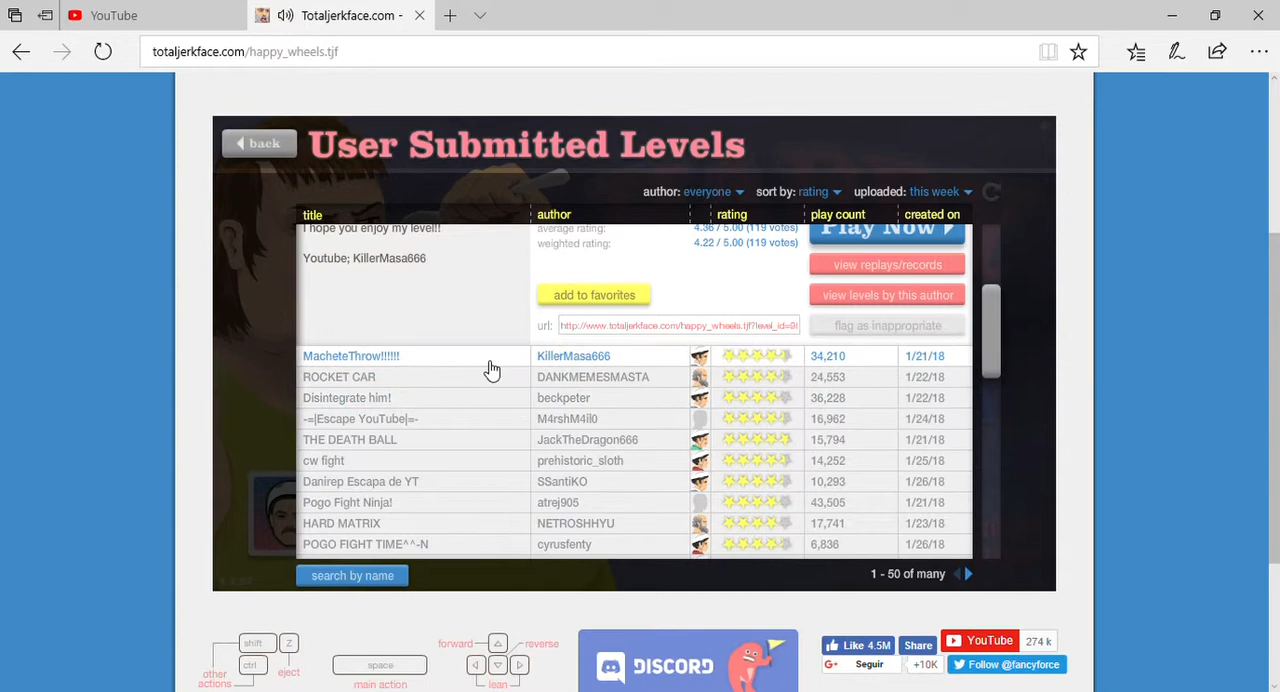 YouTube
Totaljerkface.com -
totaljerkface.com/happy_wheels.tjf
back
User Submitted Levels
author: everyone sort by: rating uploaded: this week
title author rating play count created on
I hope you enjoy my level!!
Youtube; KillerMasa666
average rating: 4.36 / 5.00 (119 votes)
weighted rating: 4.22 / 5.00 (119 votes)
Play Now
view replays/records
add to favorites
view levels by this author
url: http://www.totaljerkface.com/happy_wheels.tjf?level_id=9
flag as inappropriate
MacheteThrow!!!!!! KillerMasa666 34,210 1/21/18
ROCKET CAR DANKMEMESMASTA 24,553 1/22/18
Disintegrate him! beckpeter 36,228 1/22/18
-=|Escape YouTube|=- M4rshM4il0 16,962 1/24/18
THE DEATH BALL JackTheDragon666 15,794 1/21/18
cw fight prehistoric_sloth 14,252 1/25/18
Danirep Escapa de YT SSantiKO 10,293 1/26/18
Pogo Fight Ninja! atrej905 43,505 1/21/18
HARD MATRIX NETROSHHYU 17,741 1/23/18
POGO FIGHT TIME^^-N cyrusfenty 6,836 1/26/18
search by name
1 - 50 of many
shift Z
ctrl
other actions
eject
space
main action
forward
reverse
lean
DISCORD
Like 4.5M Share YouTube 274 k
G+ Seguir +10K Follow @fancyforce